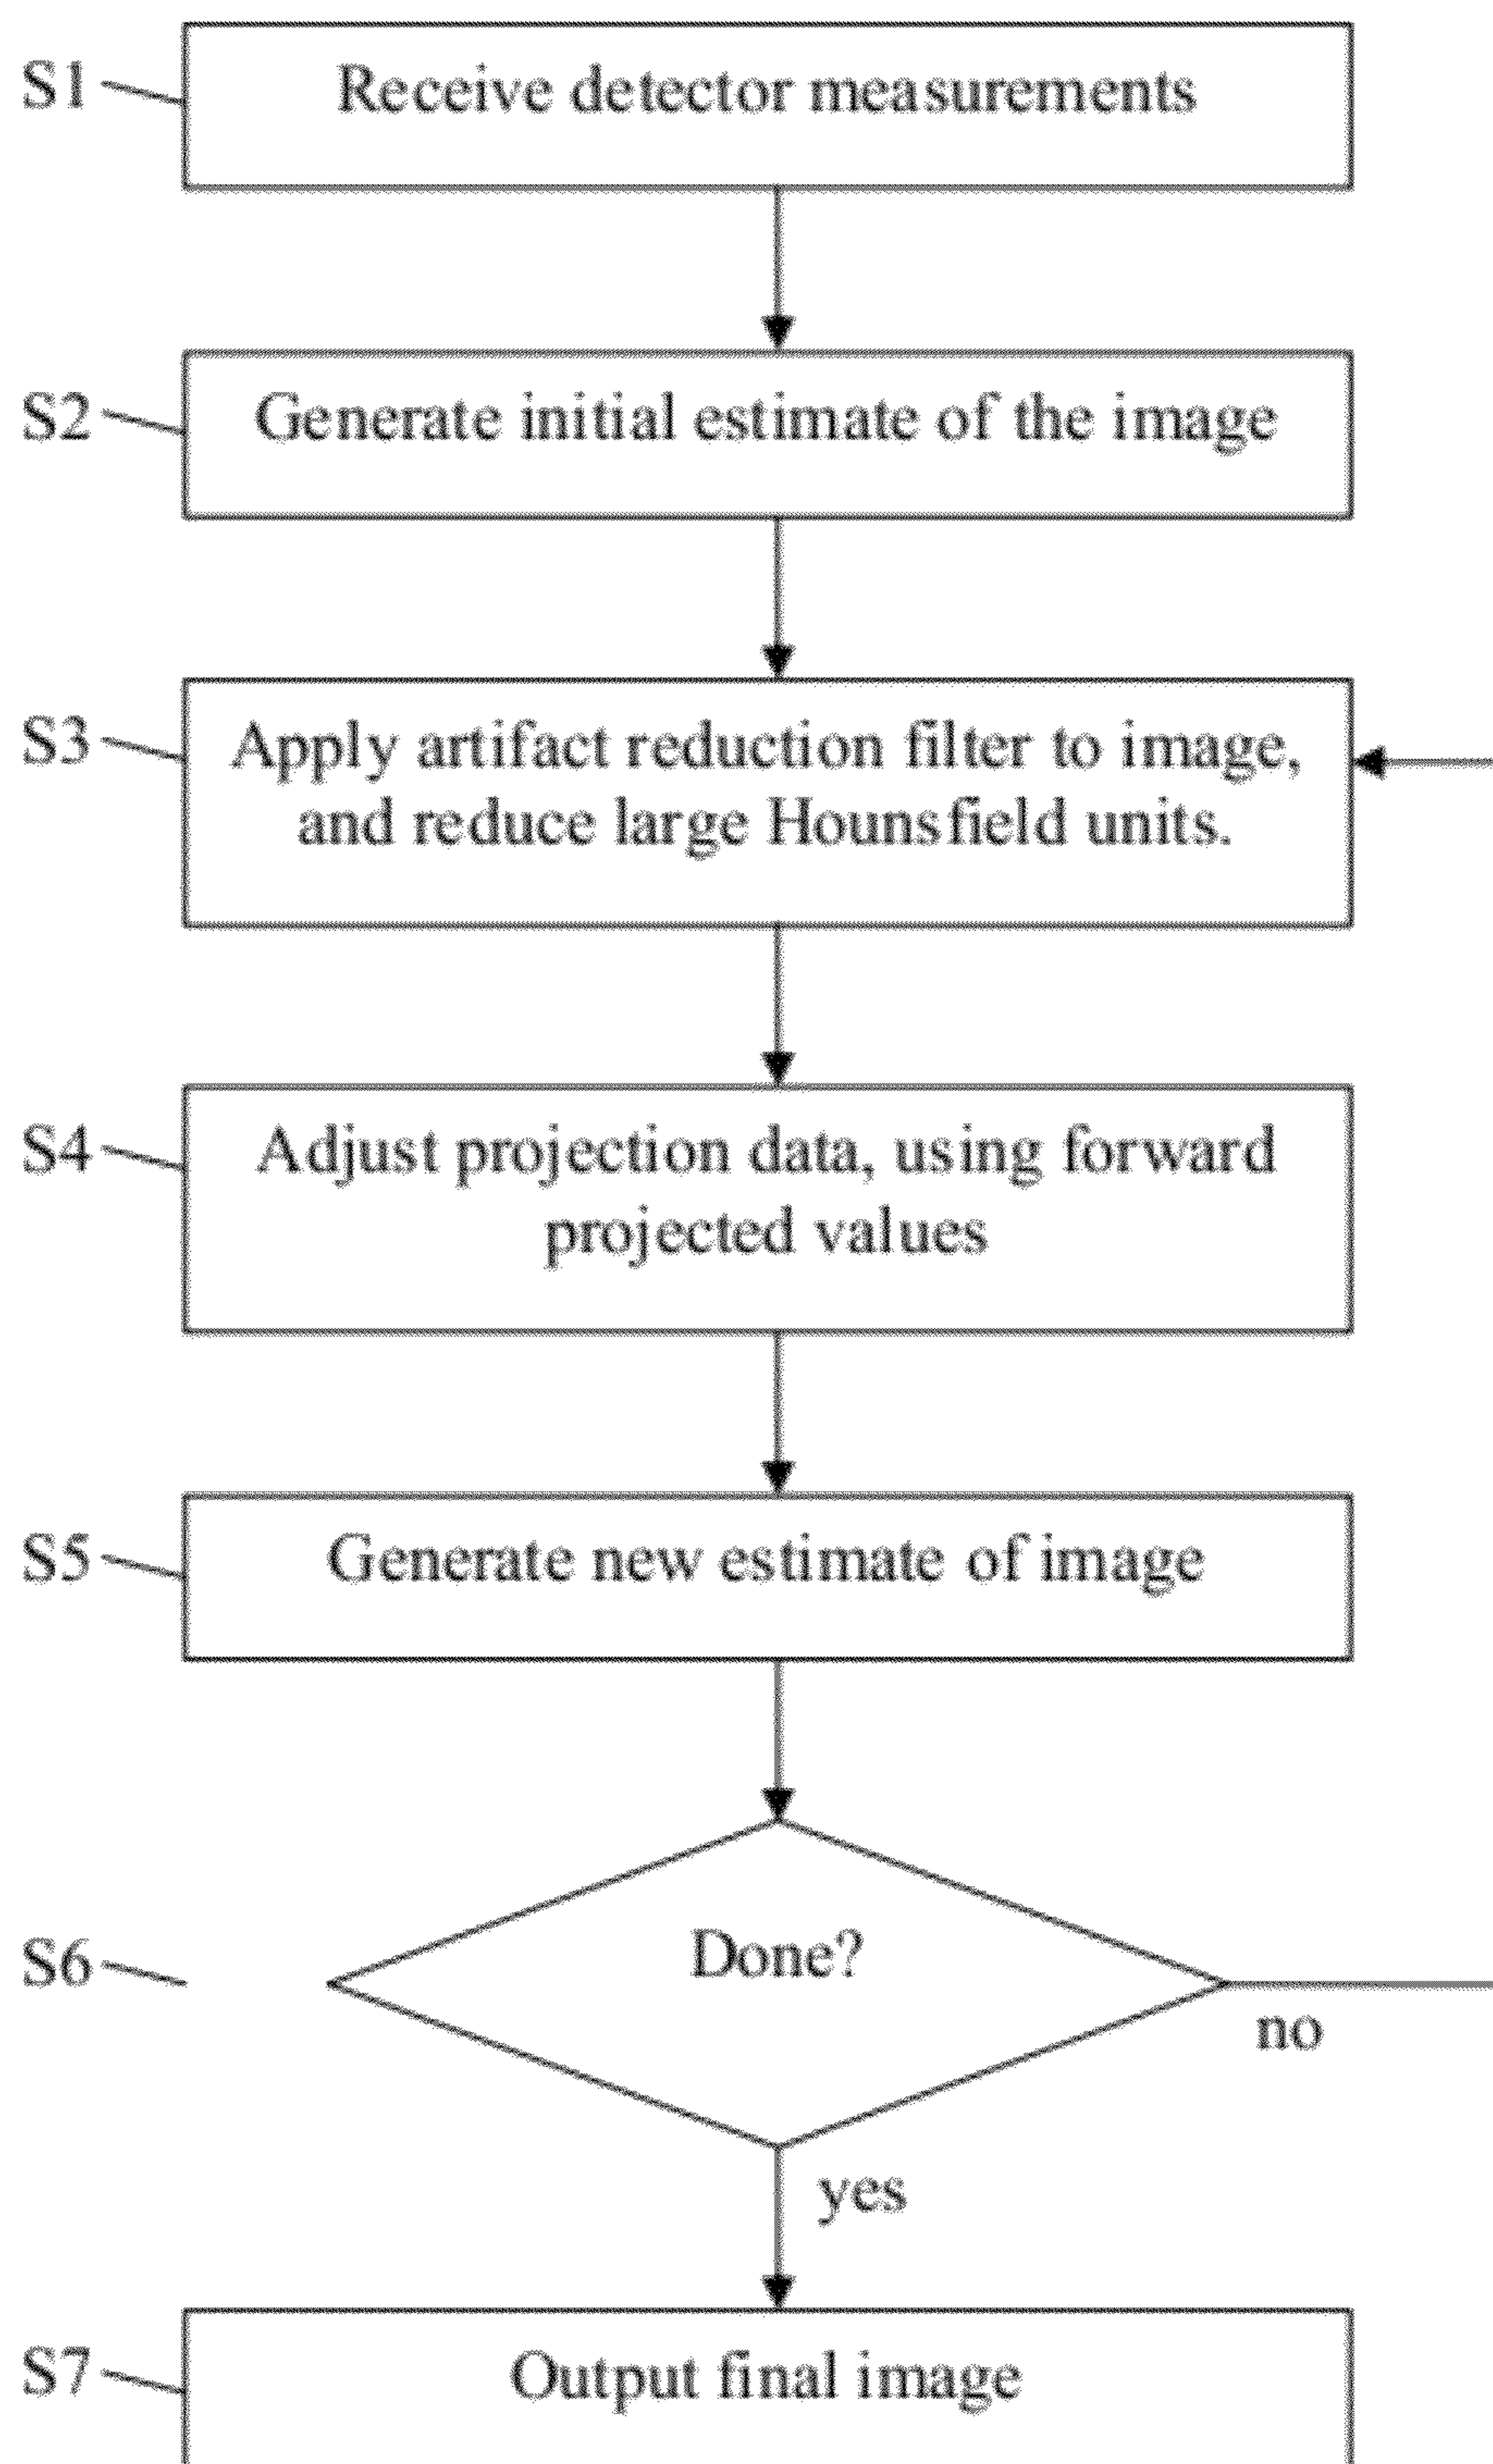 S1
Receive detector measurements
S2
Generate initial estimate of the image
S3
Apply artifact reduction filter to image,
and reduce large Hounsfield units.
S4
Adjust projection data, using forward
projected values
S5
Generate new estimate of image
S6
Done?
no
yes
S7
Output final image